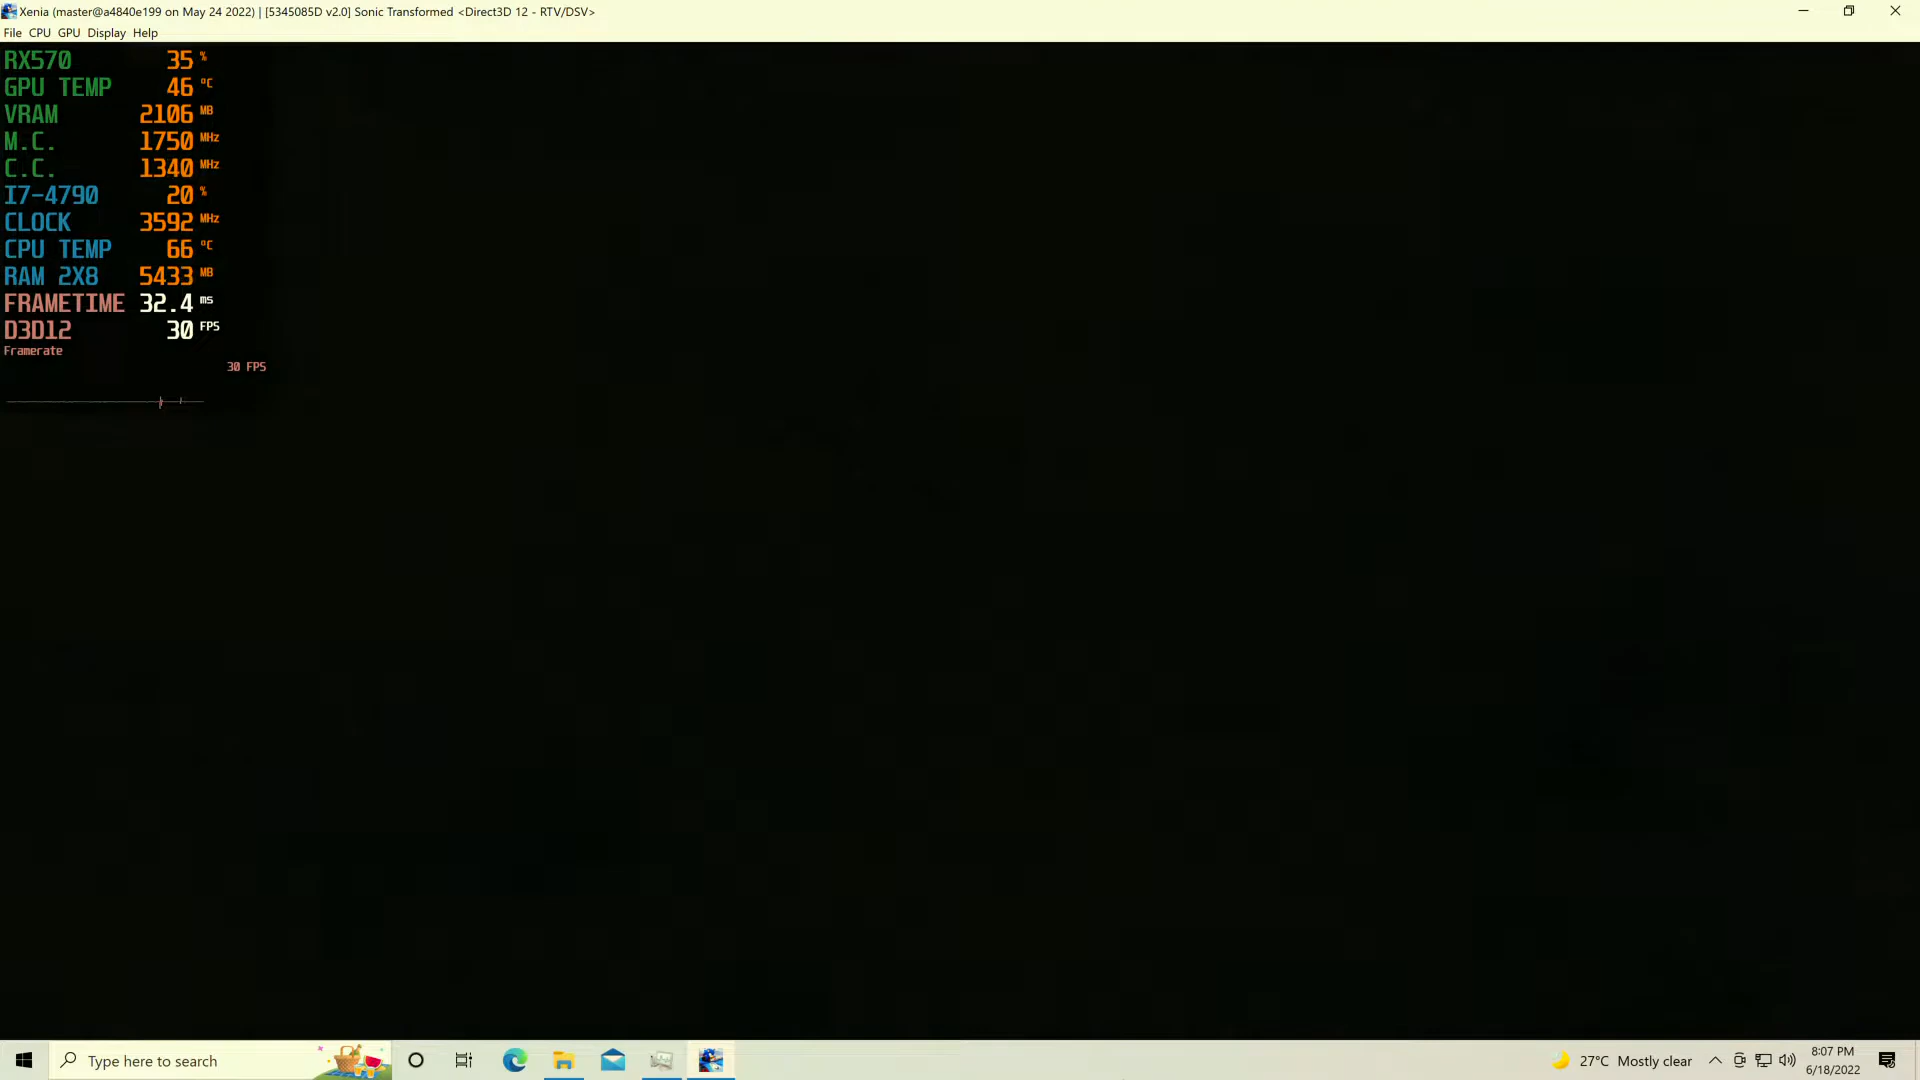 Xenia (master@a4840e199 on May 24 2022) | [5345085D v2.0] Sonic Transformed <Direct3D 12 - RTV/DSV>
File CPU GPU Display Help
RX570 35 %
GPU TEMP 46 ºC
VRAM 2106 MB
M.C. 1750 MHz
C.C. 1340 MHz
I7-4790 20 %
CLOCK 3592 MHz
CPU TEMP 66 ºC
RAM 2X8 5433 MB
FRAMETIME 32.4 ms
D3D12 30 FPS
Framerate
30 FPS
Type here to search
27°C Mostly clear
8:07 PM
6/18/2022